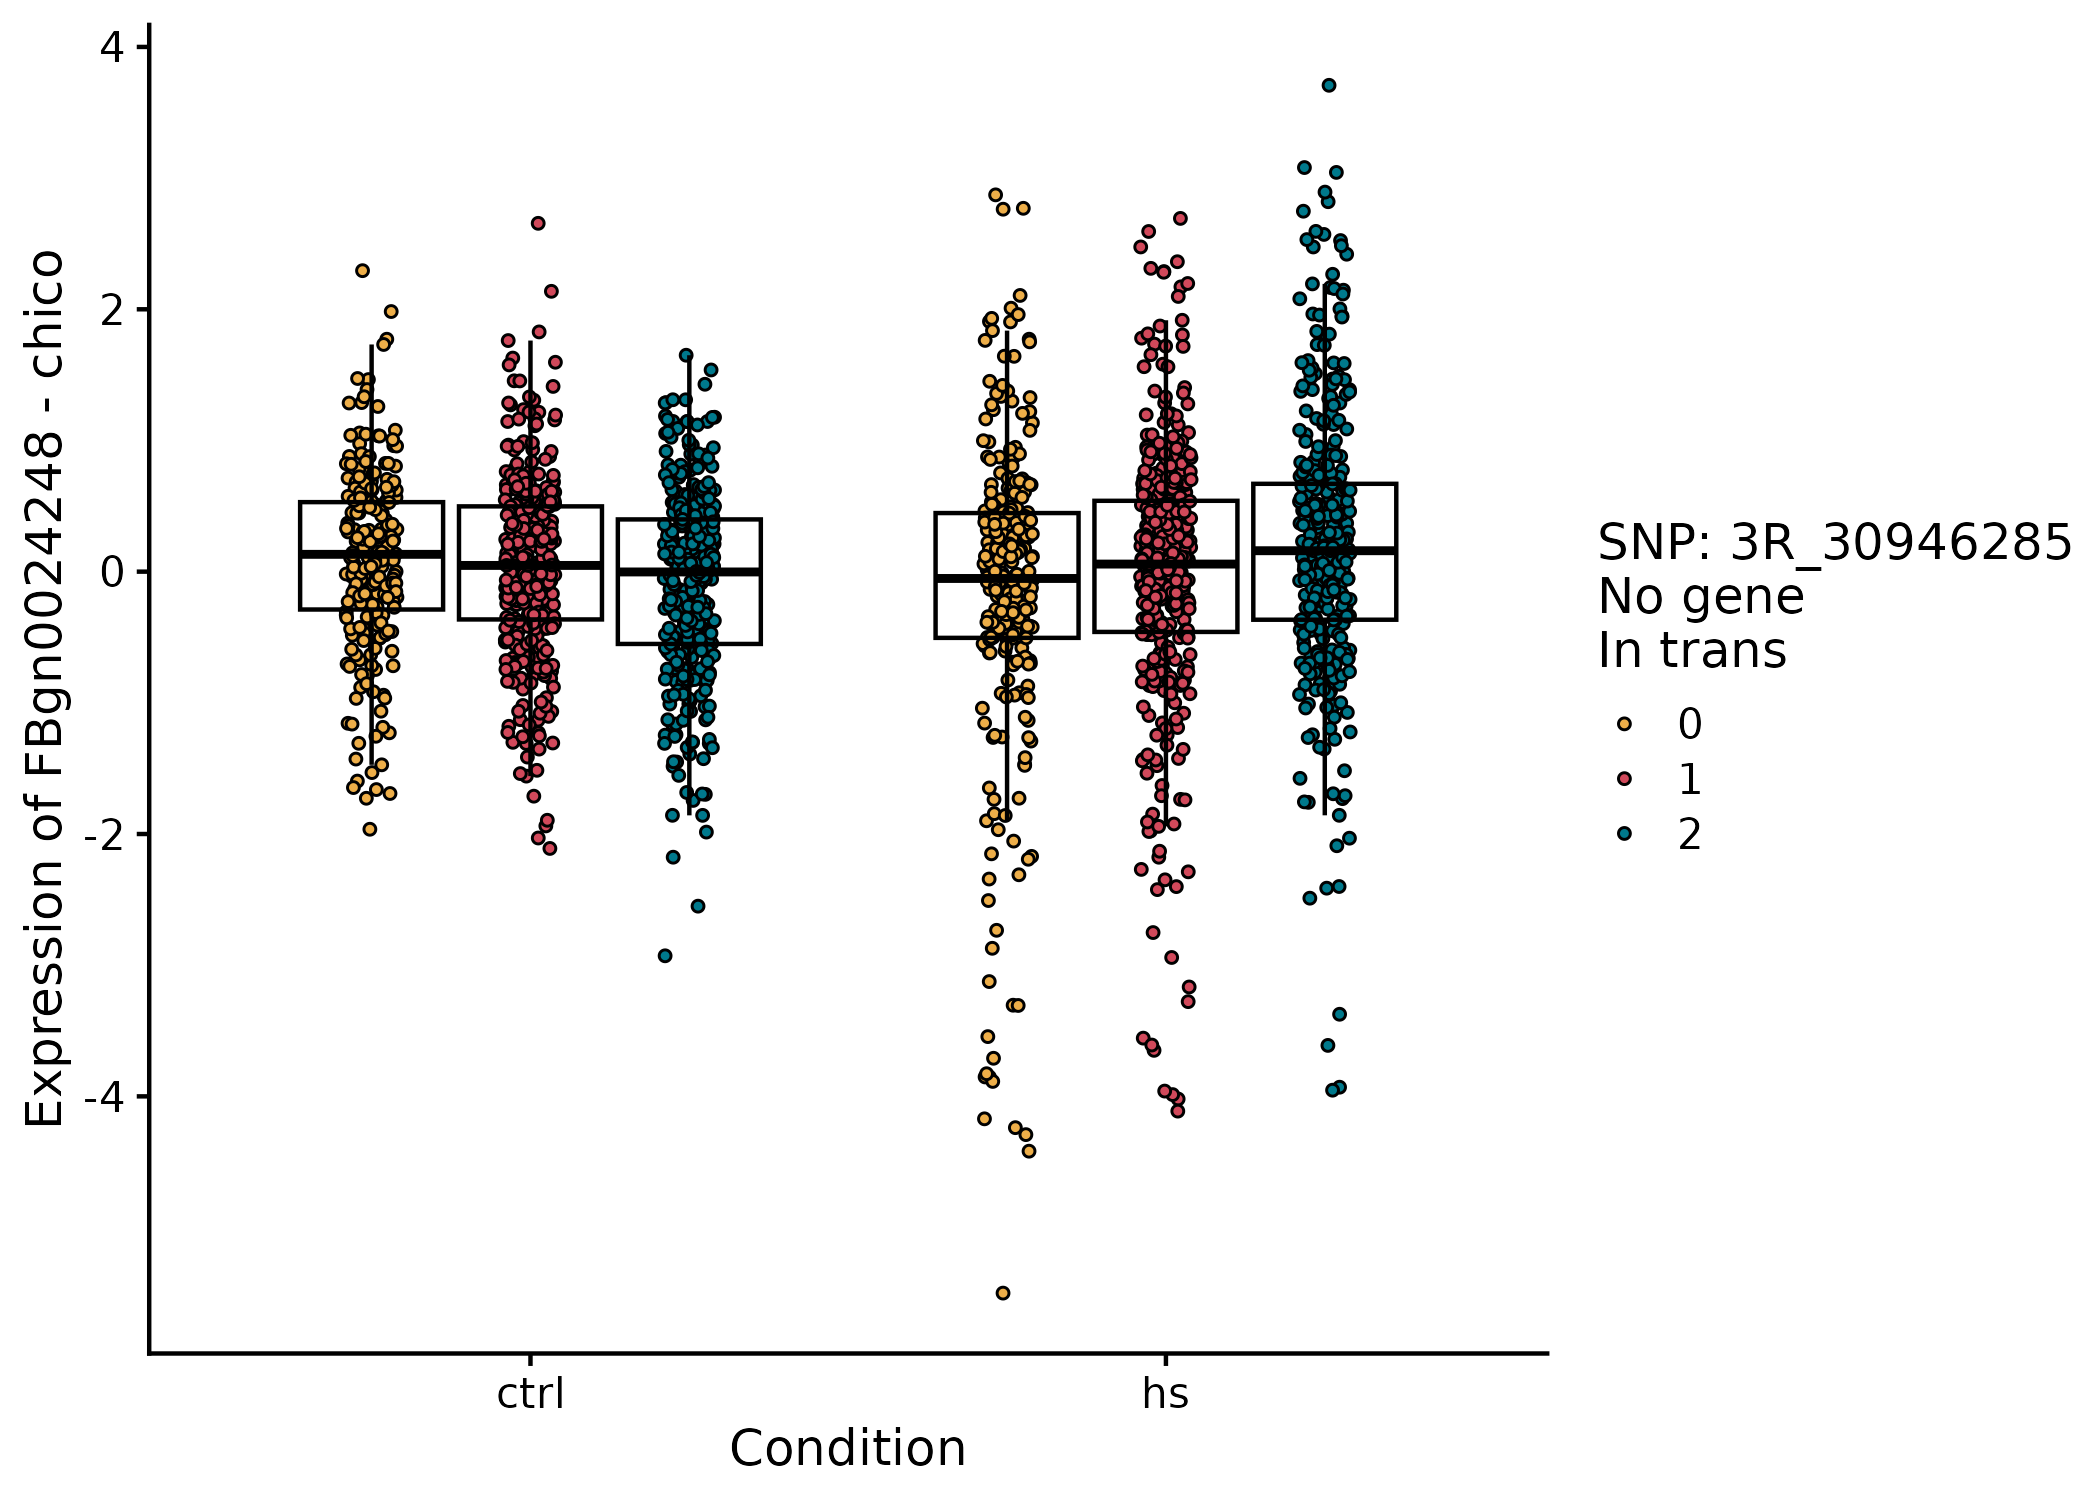 4
2
0
-2
-4
Expression of FBgn0024248 - chico
ctrl
hs
Condition
SNP: 3R_30946285
No gene
In trans
0
1
2